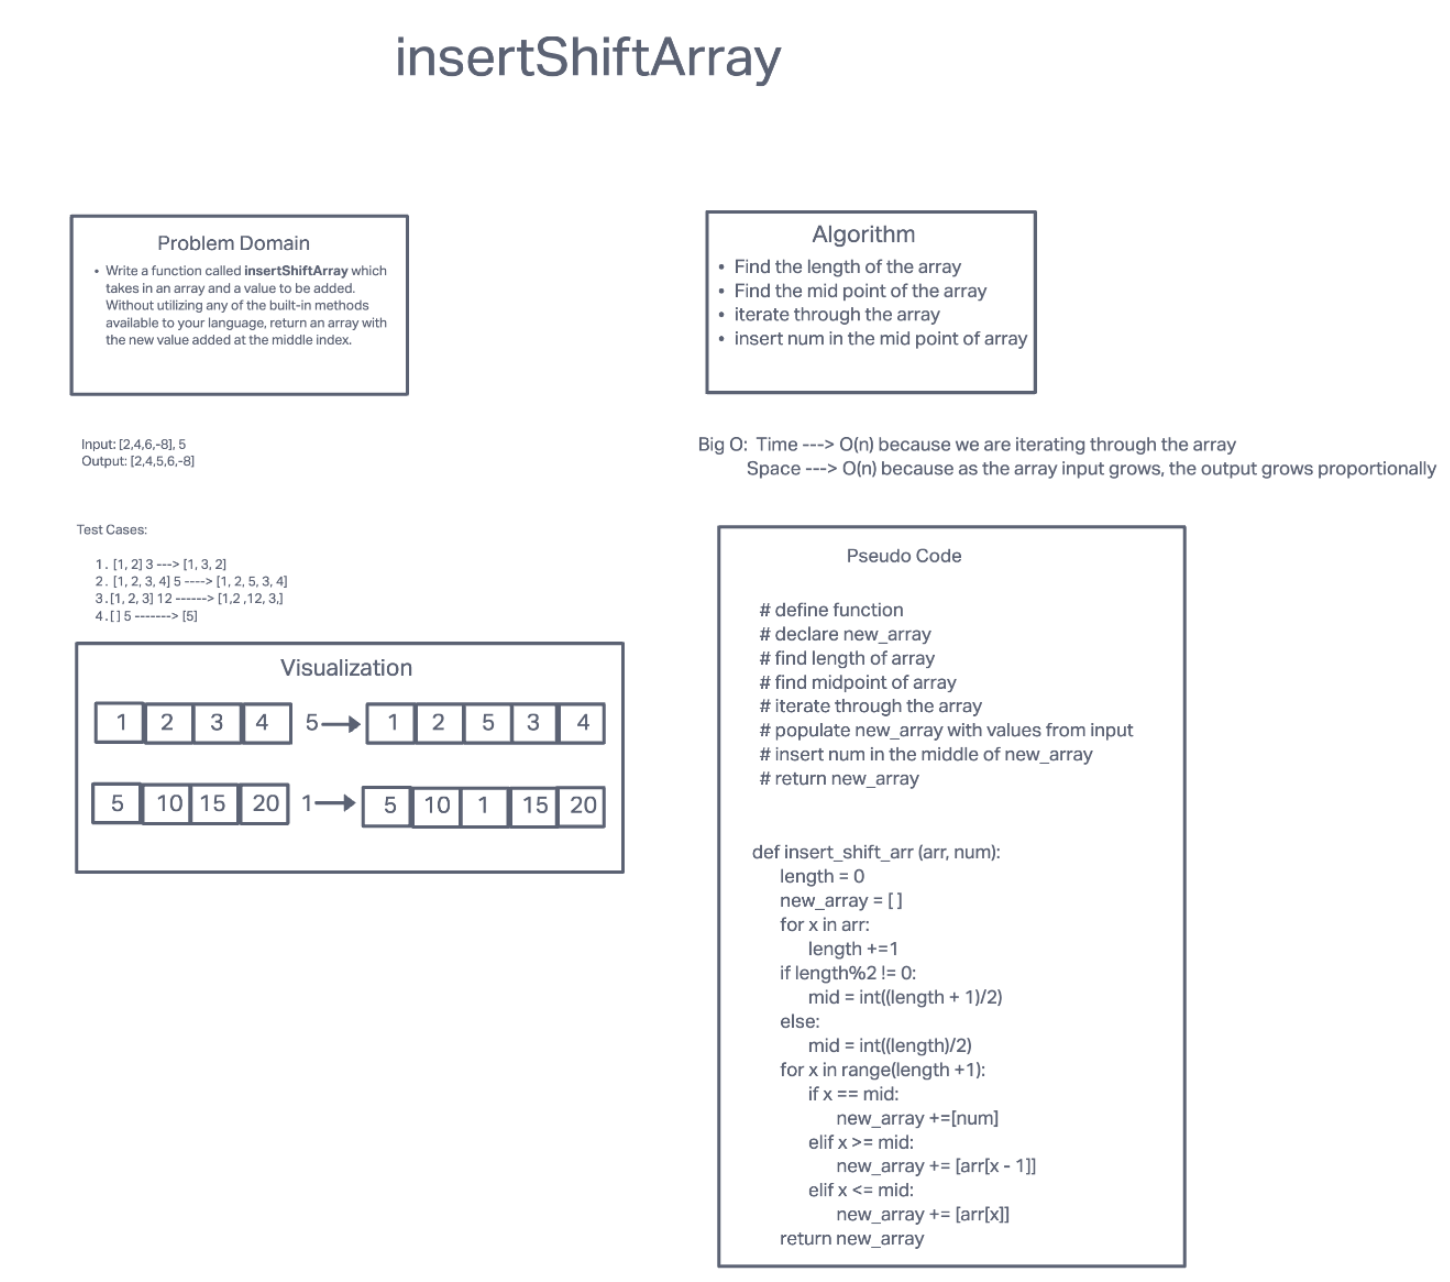 insertShiftArray
Problem Domain
• Write a function called insertShiftArray which
takes in an array and a value to be added.
Without utilizing any of the built-in methods
available to your language, return an array with
the new value added at the middle index.
Input: [2,4,6,-8], 5
Output: [2,4,5,6,-8]
Test Cases:
1. [1, 2] 3 ---> [1, 3, 2]
2. [1, 2, 3, 4] 5 ----> [1, 2, 5, 3, 4]
3.[1, 2, 3] 12 ------> [1,2 ,12, 3,]
4.[ ] 5 -------> [5]
Visualization
1 2 3 4 5 1 2 5 3 4
5 10 15 20 1 5 10 1 15 20
Algorithm
• Find the length of the array
• Find the mid point of the array
• iterate through the array
• insert num in the mid point of array
Big O: Time ---> O(n) because we are iterating through the array
Space ---> O(n) because as the array input grows, the output grows proportionally
Pseudo Code
# define function
# declare new_array
# find length of array
# find midpoint of array
# iterate through the array
# populate new_array with values from input
# insert num in the middle of new_array
# return new_array
def insert_shift_arr (arr, num):
length = 0
new_array = [ ]
for x in arr:
length +=1
if length%2 != 0:
mid = int((length + 1)/2)
else:
mid = int((length)/2)
for x in range(length +1):
if x == mid:
new_array +=[num]
elif x >= mid:
new_array += [arr[x - 1]]
elif x <= mid:
new_array += [arr[x]]
return new_array